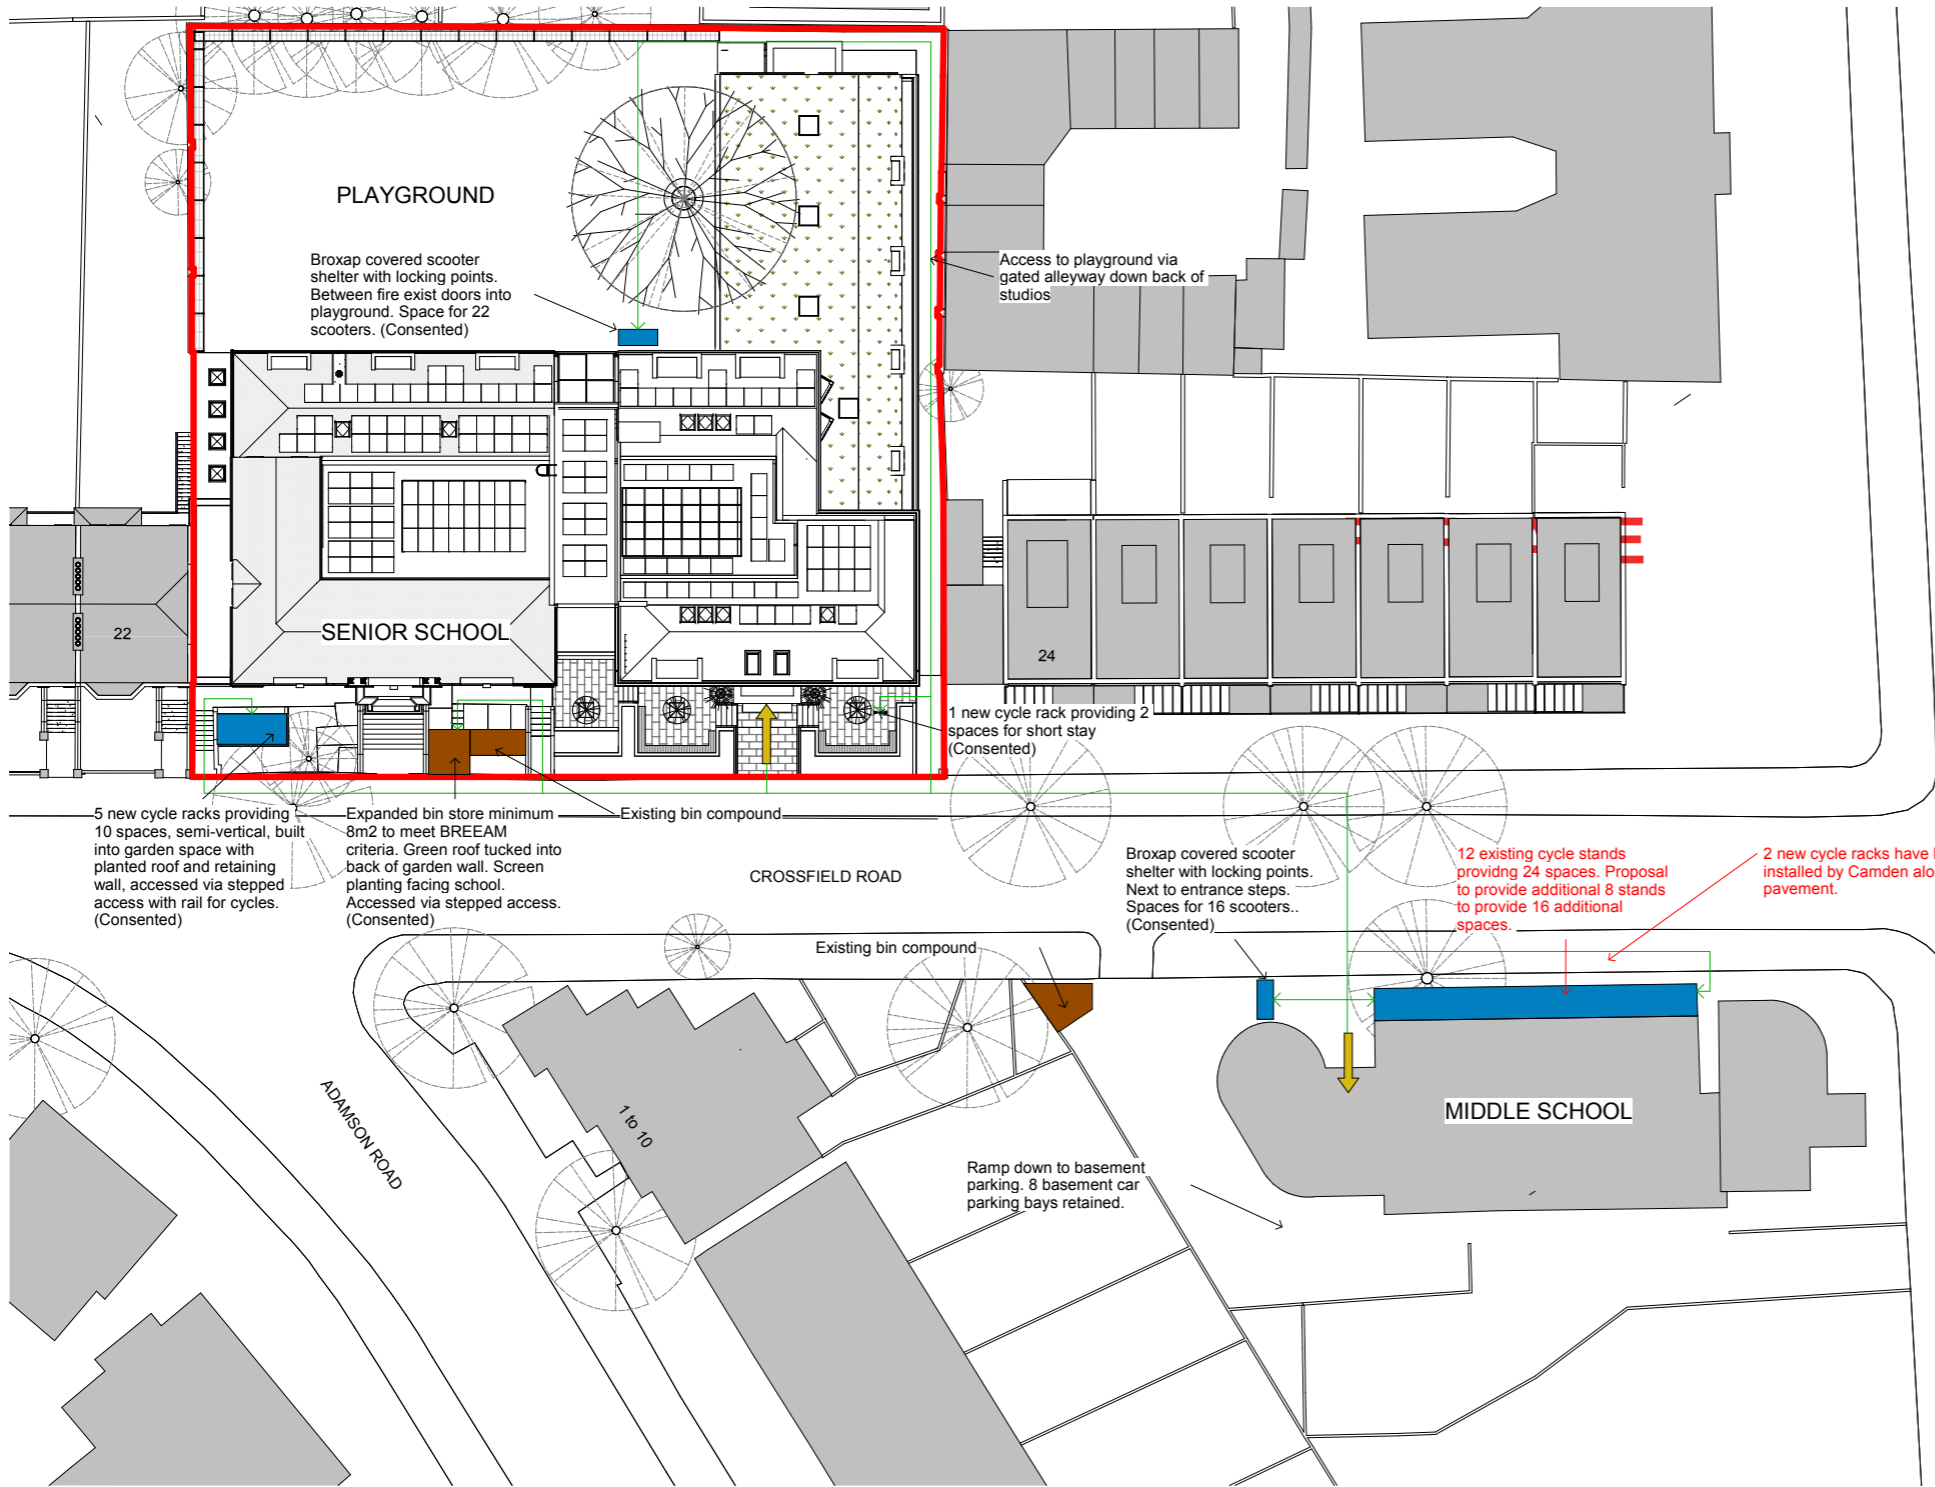 PLAYGROUND
Broxap covered scooter
shelter with locking points.
Between fire exist doors into
playground. Space for 22
scooters. (Consented)
Access to playground via
gated alleyway down back of
studios
22
SENIOR SCHOOL
24
1 new cycle rack providing 2
spaces for short stay
(Consented)
5 new cycle racks providing
10 spaces, semi-vertical, built
into garden space with
planted roof and retaining
wall, accessed via stepped
access with rail for cycles.
(Consented)
Expanded bin store minimum
8m2 to meet BREEAM
criteria. Green roof tucked into
back of garden wall. Screen
planting facing school.
Accessed via stepped access.
(Consented)
Existing bin compound
CROSSFIELD ROAD
Broxap covered scooter
shelter with locking points.
Next to entrance steps.
Spaces for 16 scooters..
(Consented)
12 existing cycle stands
providng 24 spaces. Proposal
to provide additional 8 stands
to provide 16 additional
spaces.
2 new cycle racks have
installed by Camden alo
pavement.
Existing bin compound
ADAMSON ROAD
1 to 10
MIDDLE SCHOOL
Ramp down to basement
parking. 8 basement car
parking bays retained.